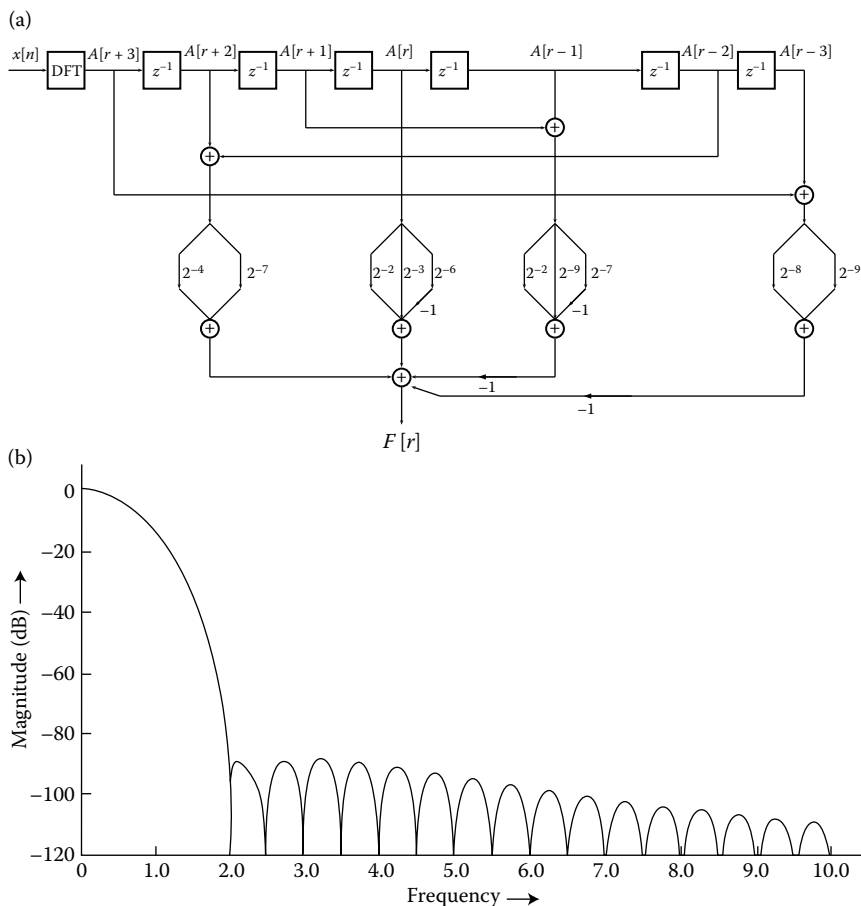 (a)
x[n] A[r + 3] A[r + 2] A[r + 1] A[r] A[r − 1] A[r − 2] A[r − 3]
DFT z⁻¹ z⁻¹ z⁻¹ z⁻¹ z⁻¹ z⁻¹
+
+
+
2⁻⁴ 2⁻⁷ 2⁻² 2⁻³ 2⁻⁶ 2⁻² 2⁻⁹ 2⁻⁷ 2⁻⁸ 2⁻⁹
−1 −1
+ + + +
+ −1
−1
F [r]
(b)
0
−20
−40
−60
−80
−100
−120
Magnitude (dB)
0 1.0 2.0 3.0 4.0 5.0 6.0 7.0 8.0 9.0 10.0
Frequency